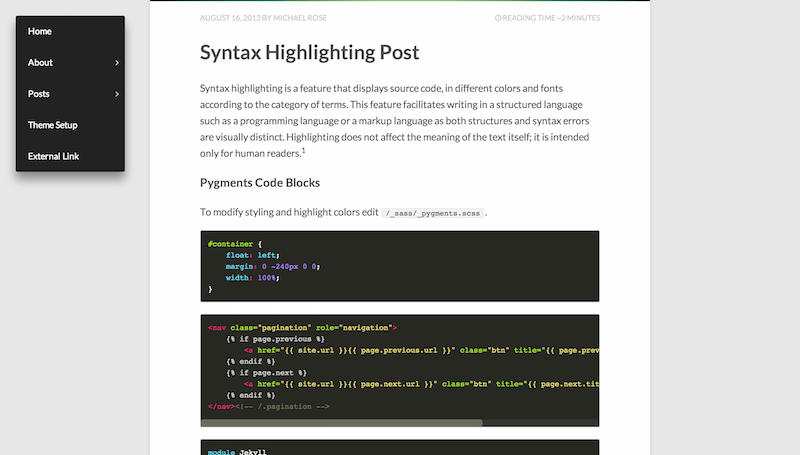 Home
About
Posts
Theme Setup
External Link
AUGUST 16, 2013 BY MICHAEL ROSE
READING TIME ~2 MINUTES
Syntax Highlighting Post
Syntax highlighting is a feature that displays source code, in different colors and fonts
according to the category of terms. This feature facilitates writing in a structured language
such as a programming language or a markup language as both structures and syntax errors
are visually distinct. Highlighting does not affect the meaning of the text itself; it is intended
only for human readers.1
Pygments Code Blocks
To modify styling and highlight colors edit /_sass/_pygments.scss .
#container {
    float: left;
    margin: 0 -240px 0 0;
    width: 100%;
}
<nav class="pagination" role="navigation">
    {% if page.previous %}
        <a href="{{ site.url }}{{ page.previous.url }}" class="btn" title="{{ page.prev
    {% endif %}
    {% if page.next %}
        <a href="{{ site.url }}{{ page.next.url }}" class="btn" title="{{ page.next.tit
    {% endif %}
</nav><!-- /.pagination -->
module Jekyll